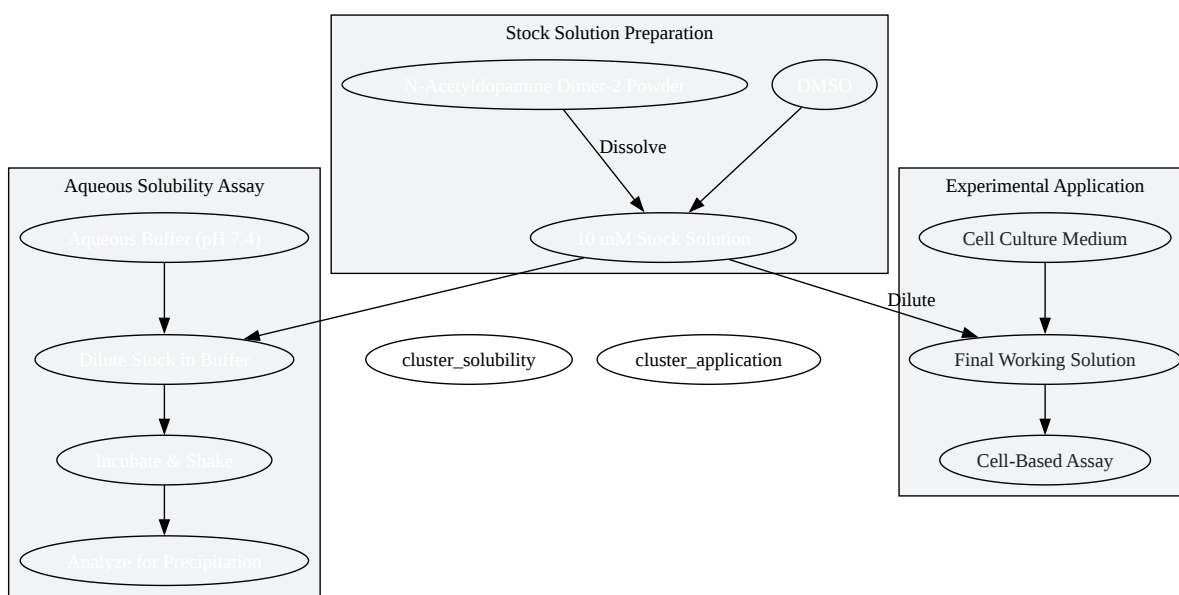 Stock Solution Preparation
N-Acetyldopamine Dimer-2 Powder
DMSO
Dissolve
Aqueous Solubility Assay
Experimental Application
Aqueous Buffer (pH 7.4)
10 mM Stock Solution
Cell Culture Medium
Dilute
Dilute Stock in Buffer
cluster_solubility
cluster_application
Final Working Solution
Incubate & Shake
Cell-Based Assay
Analyze for Precipitation